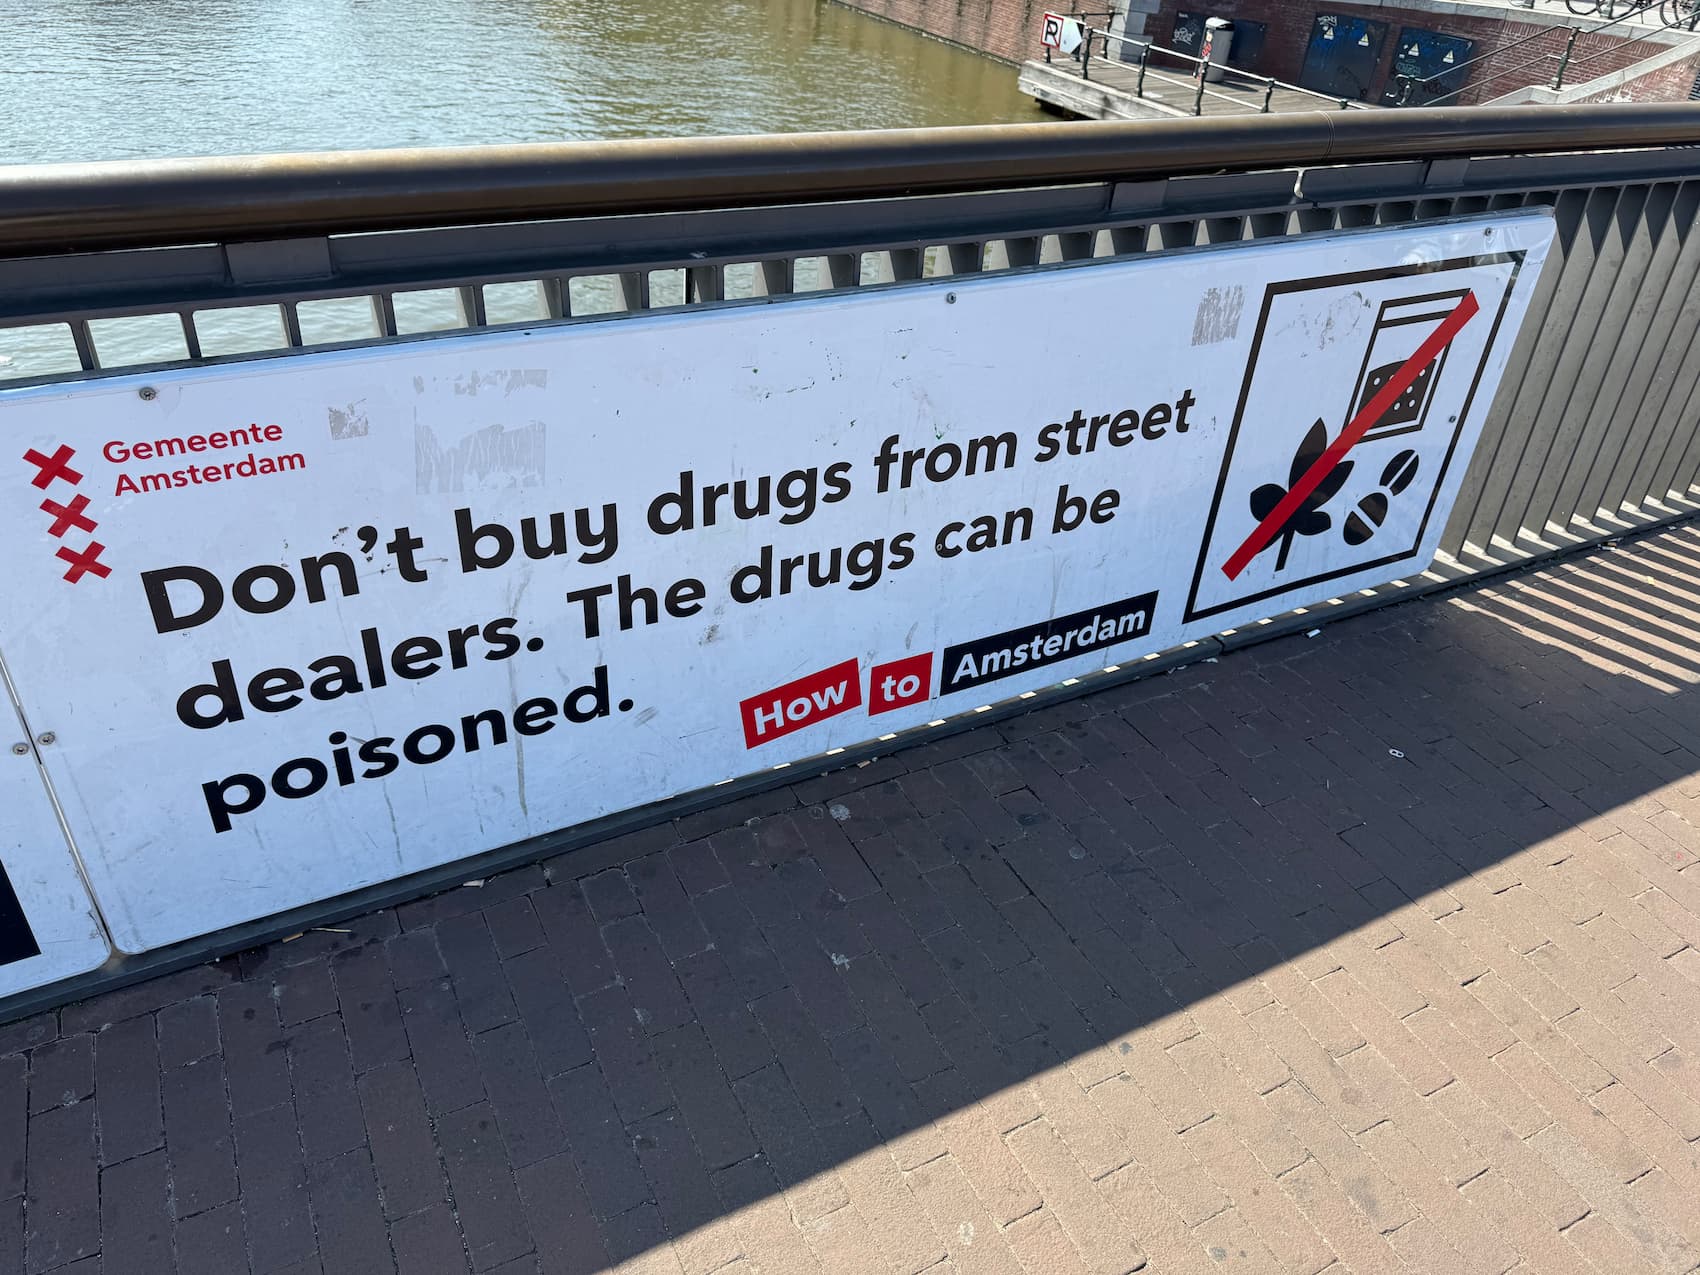 Gemeente
Amsterdam
Don't buy drugs from street
dealers. The drugs can be
poisoned.
How to Amsterdam